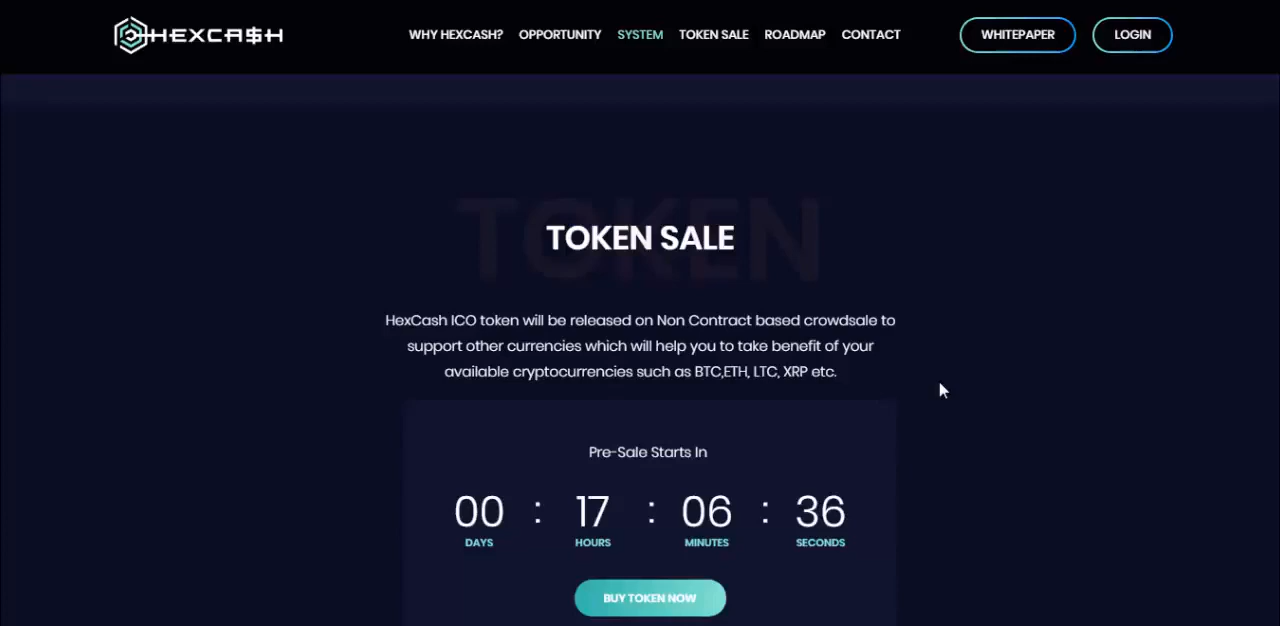 HEXCA$H
WHY HEXCASH? OPPORTUNITY SYSTEM TOKEN SALE ROADMAP CONTACT WHITEPAPER LOGIN
TOKEN
TOKEN SALE
HexCash ICO token will be released on Non Contract based crowdsale to
support other currencies which will help you to take benefit of your
available cryptocurrencies such as BTC,ETH, LTC, XRP etc.
Pre-Sale Starts In
00 : 17 : 06 : 36
DAYS HOURS MINUTES SECONDS
BUY TOKEN NOW